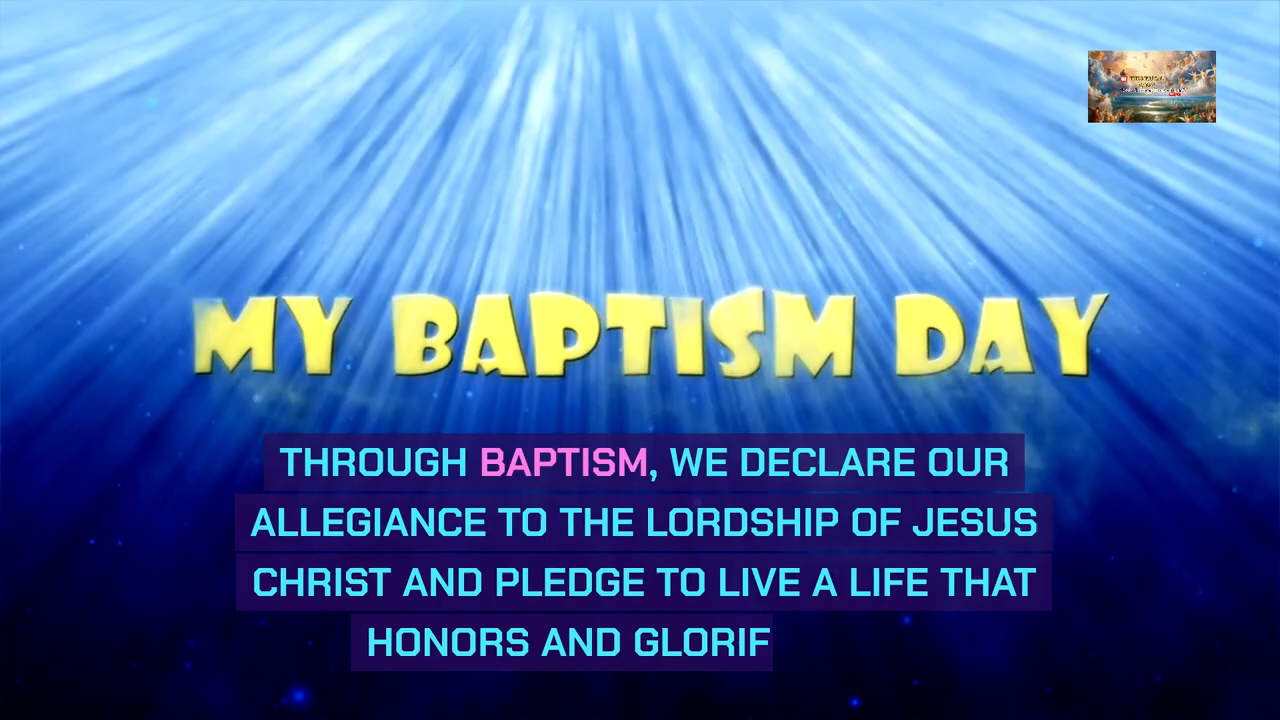 MY BAPTISM DAY
THROUGH BAPTISM, WE DECLARE OUR
ALLEGIANCE TO THE LORDSHIP OF JESUS
CHRIST AND PLEDGE TO LIVE A LIFE THAT
HONORS AND GLORIF